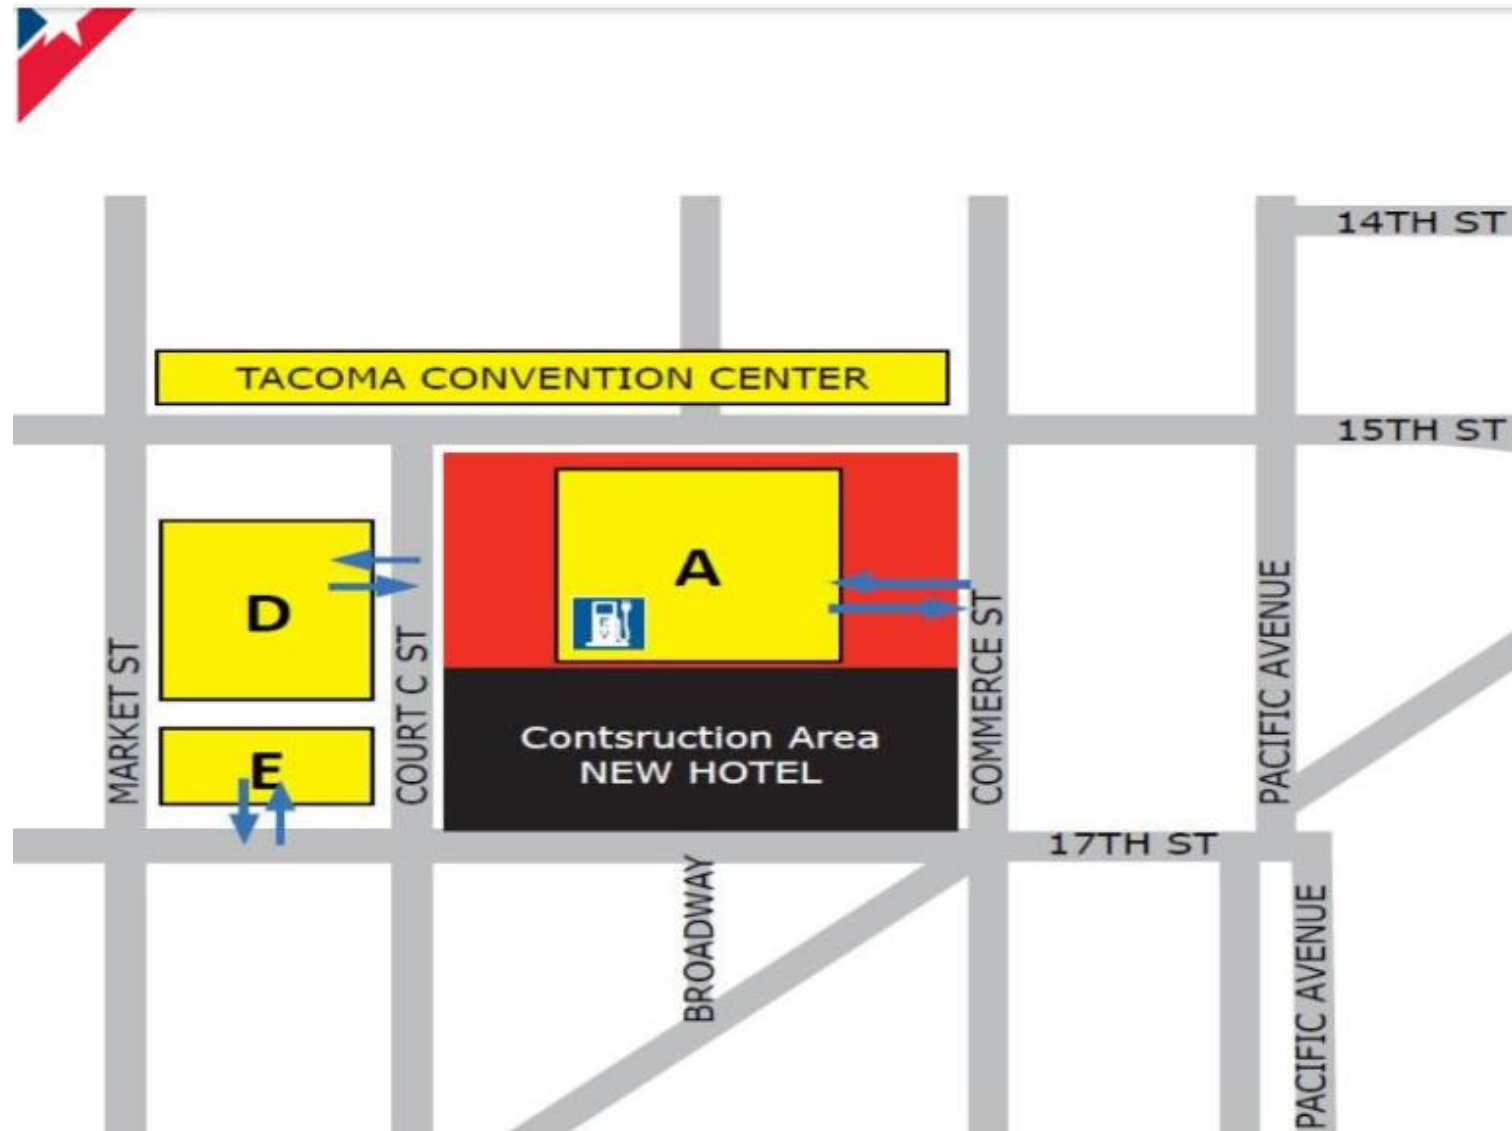 14TH ST
TACOMA CONVENTION CENTER
15TH ST
A
D
E
MARKET ST
COURT C ST
Contsruction Area
NEW HOTEL
COMMERCE ST
PACIFIC AVENUE
17TH ST
BROADWAY
PACIFIC AVENUE